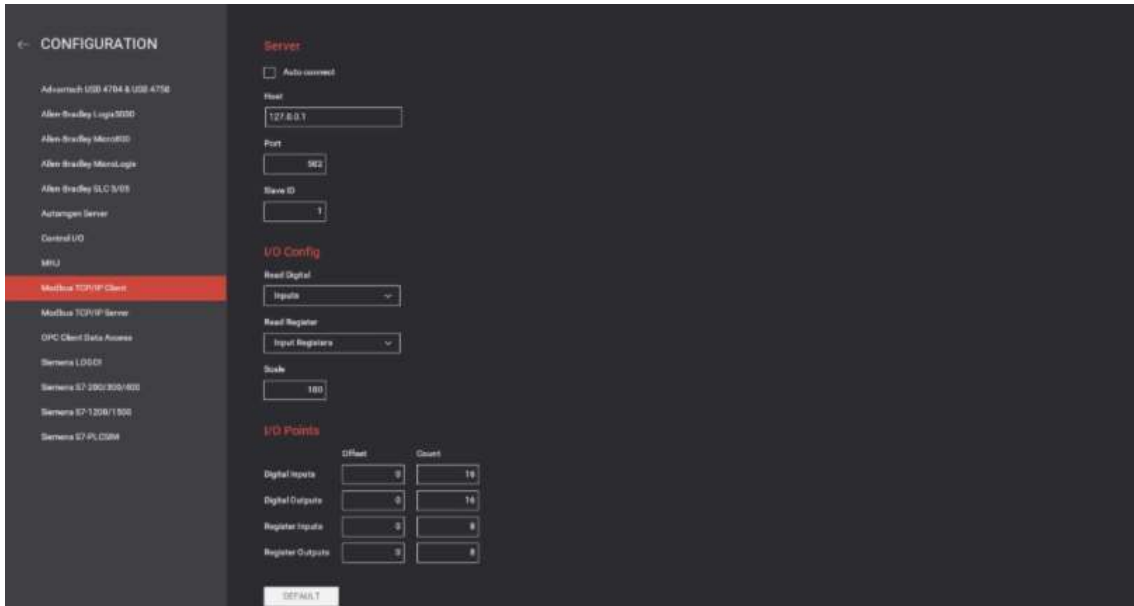 ← CONFIGURATION
Advantech USB 4704 & USB 4750
Allen Bradley Logix5000
Allen Bradley Micro800
Allen Bradley MicroLogix
Allen Bradley SLC 5/05
Automgen Server
Control I/O
MHJ
Modbus TCP/IP Client
Modbus TCP/IP Server
OPC Client Data Access
Siemens LOGO!
Siemens S7-200/300/400
Siemens S7-1200/1500
Siemens S7-PLCSIM
Server
Auto connect
Host
127.0.0.1
Port
502
Slave ID
1
I/O Config
Read Digital
Inputs
Read Register
Input Registers
Scale
100
I/O Points
Offset Count
Digital Inputs 0 16
Digital Outputs 0 16
Register Inputs 0 8
Register Outputs 0 8
DEFAULT